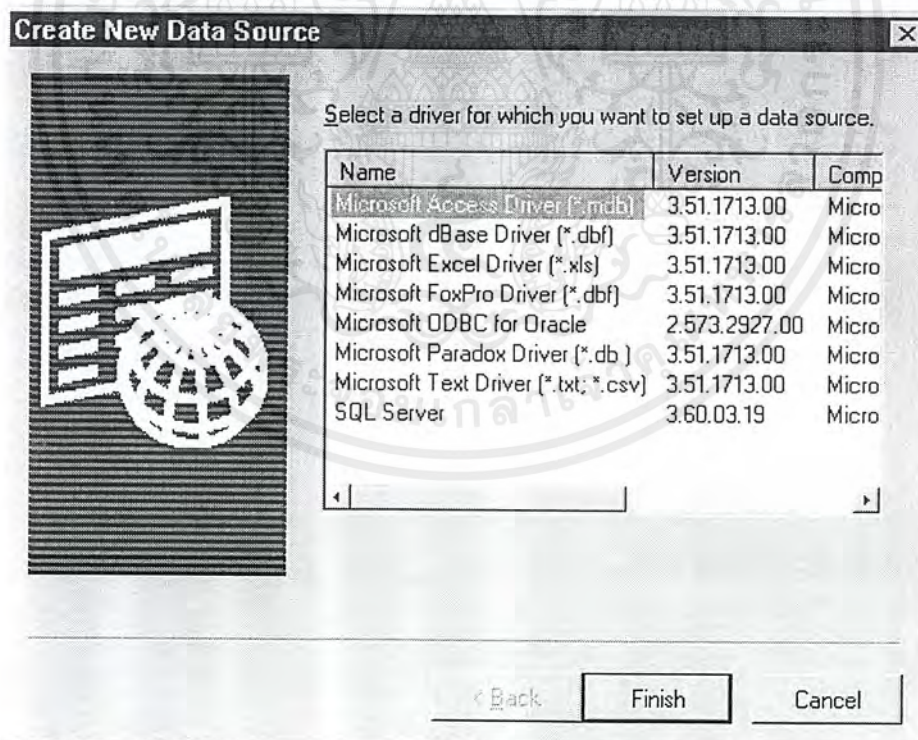 Create New Data Source
Select a driver for which you want to set up a data source.
Name Version Comp
Microsoft Access Driver (*.mdb) 3.51.1713.00 Micro
Microsoft dBase Driver (*.dbf) 3.51.1713.00 Micro
Microsoft Excel Driver (*.xls) 3.51.1713.00 Micro
Microsoft FoxPro Driver (*.dbf) 3.51.1713.00 Micro
Microsoft ODBC for Oracle 2.573.2927.00 Micro
Microsoft Paradox Driver (*.db ) 3.51.1713.00 Micro
Microsoft Text Driver (*.txt; *.csv) 3.51.1713.00 Micro
SQL Server 3.60.03.19 Micro
< Back Finish Cancel